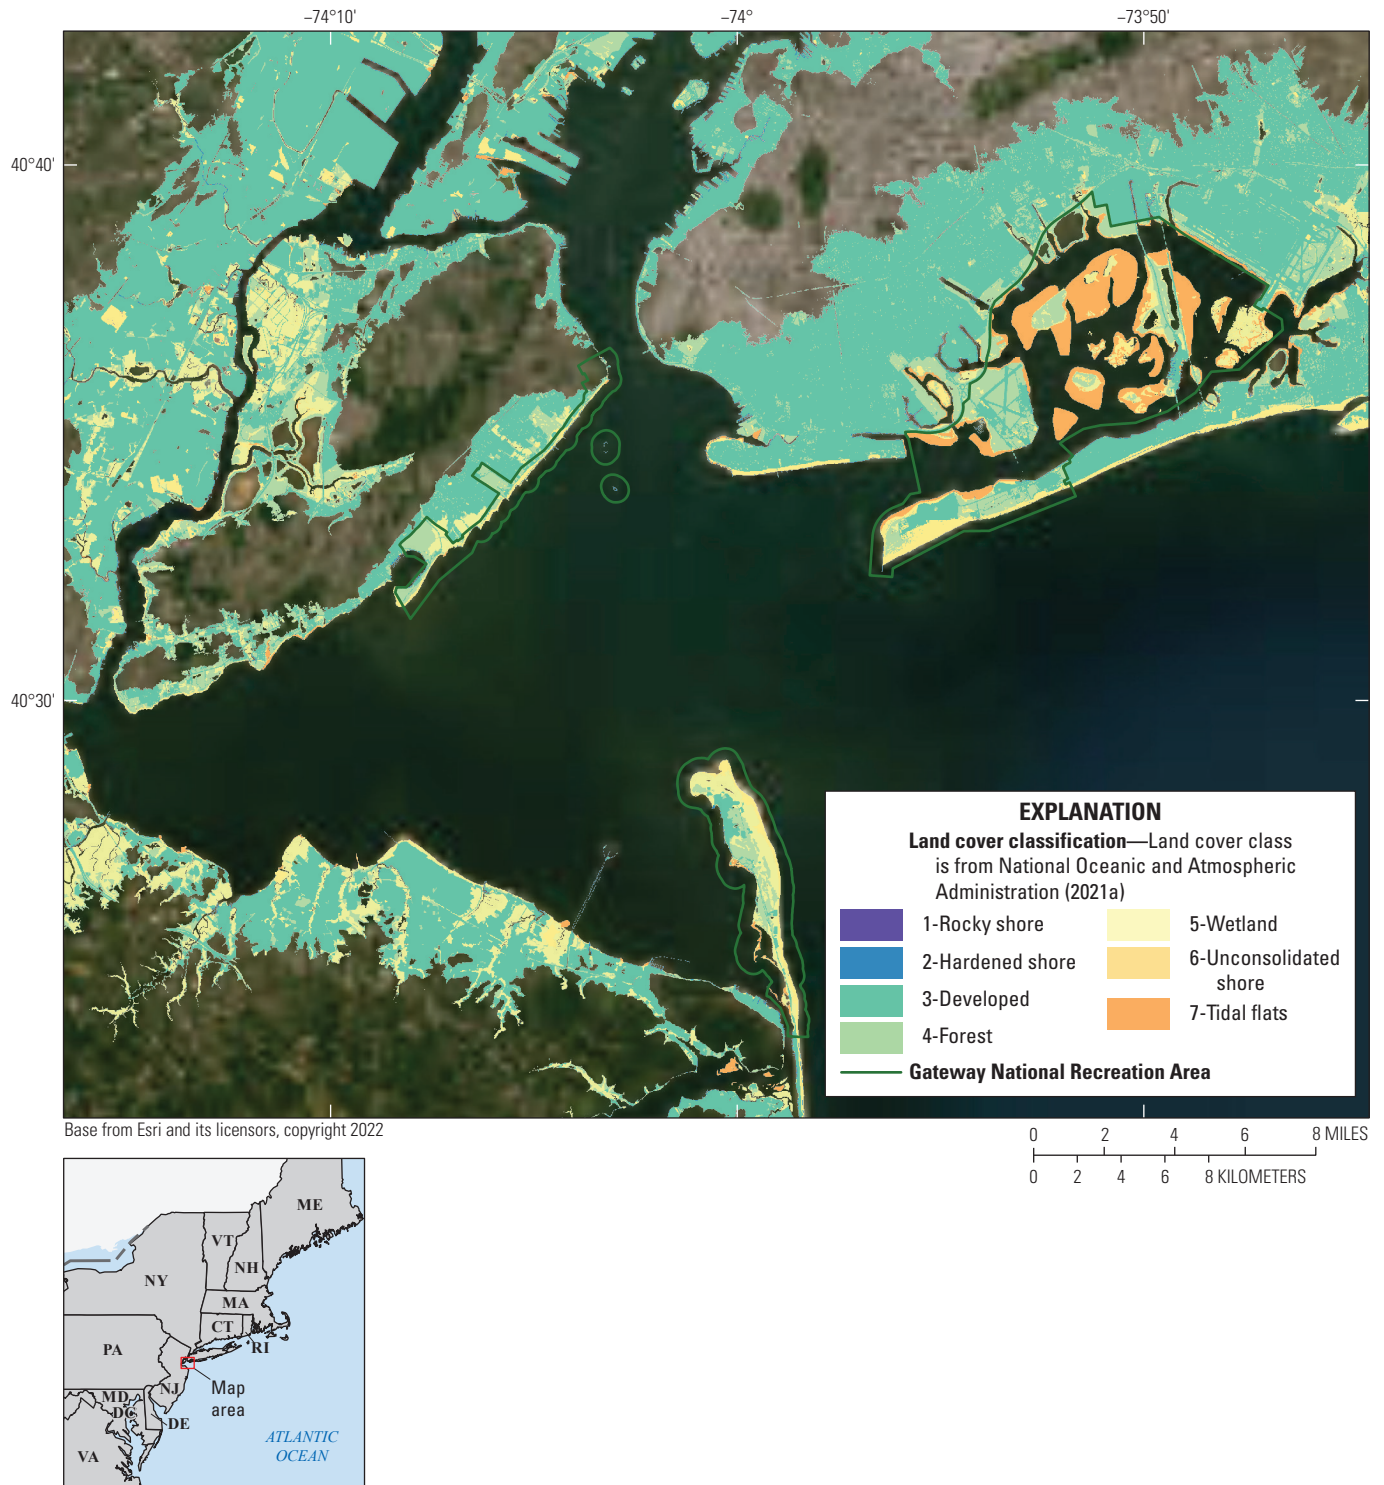 –74°10'
–74°
–73°50'
40°40'
40°30'
EXPLANATION
Land cover classification—Land cover class
is from National Oceanic and Atmospheric
Administration (2021a)
1-Rocky shore
2-Hardened shore
3-Developed
4-Forest
5-Wetland
6-Unconsolidated
shore
7-Tidal flats
Gateway National Recreation Area
Base from Esri and its licensors, copyright 2022
0 2 4 6 8 MILES
0 2 4 6 8 KILOMETERS
ME
VT
NH
NY
MA
CT
RI
PA
NJ
Map
area
MD
DC
DE
VA
ATLANTIC
OCEAN